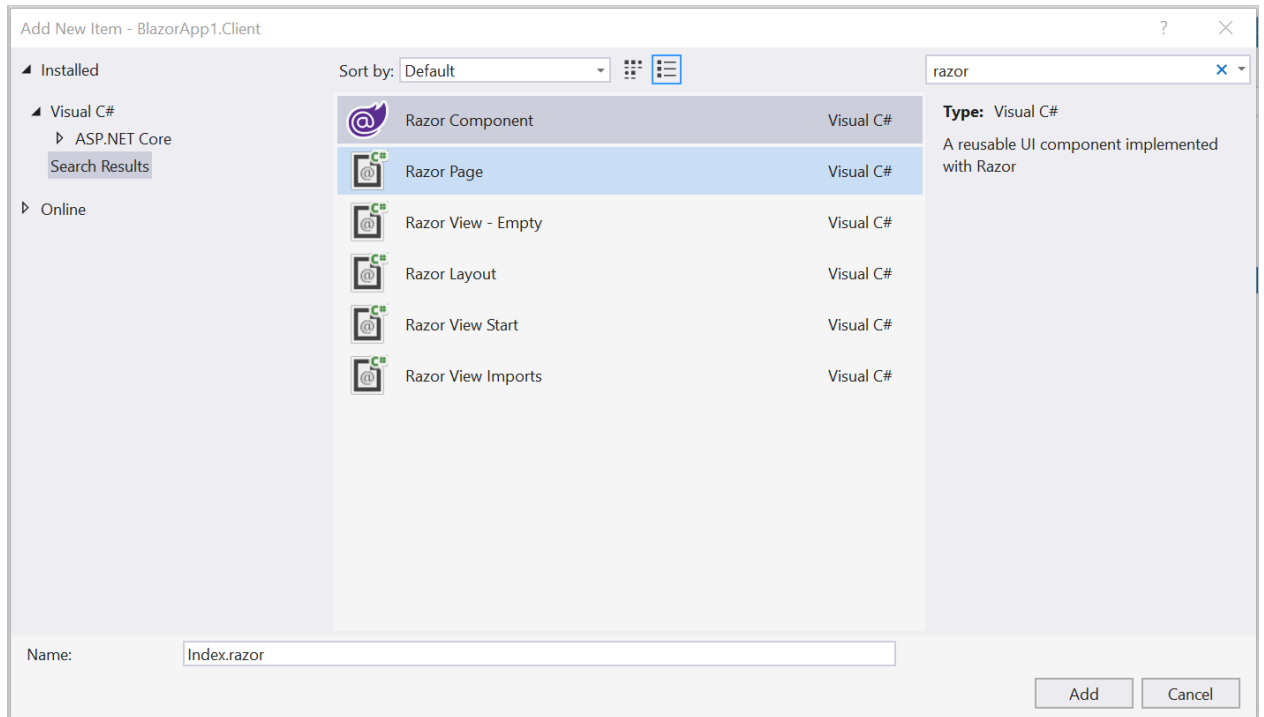 Add New Item - BlazorApp1.Client
?
Installed
Visual C#
ASP.NET Core
Search Results
Online
Sort by: Default
Razor Component Visual C#
Razor Page Visual C#
Razor View - Empty Visual C#
Razor Layout Visual C#
Razor View Start Visual C#
Razor View Imports Visual C#
razor
Type: Visual C#
A reusable UI component implemented
with Razor
Name: Index.razor
Add Cancel